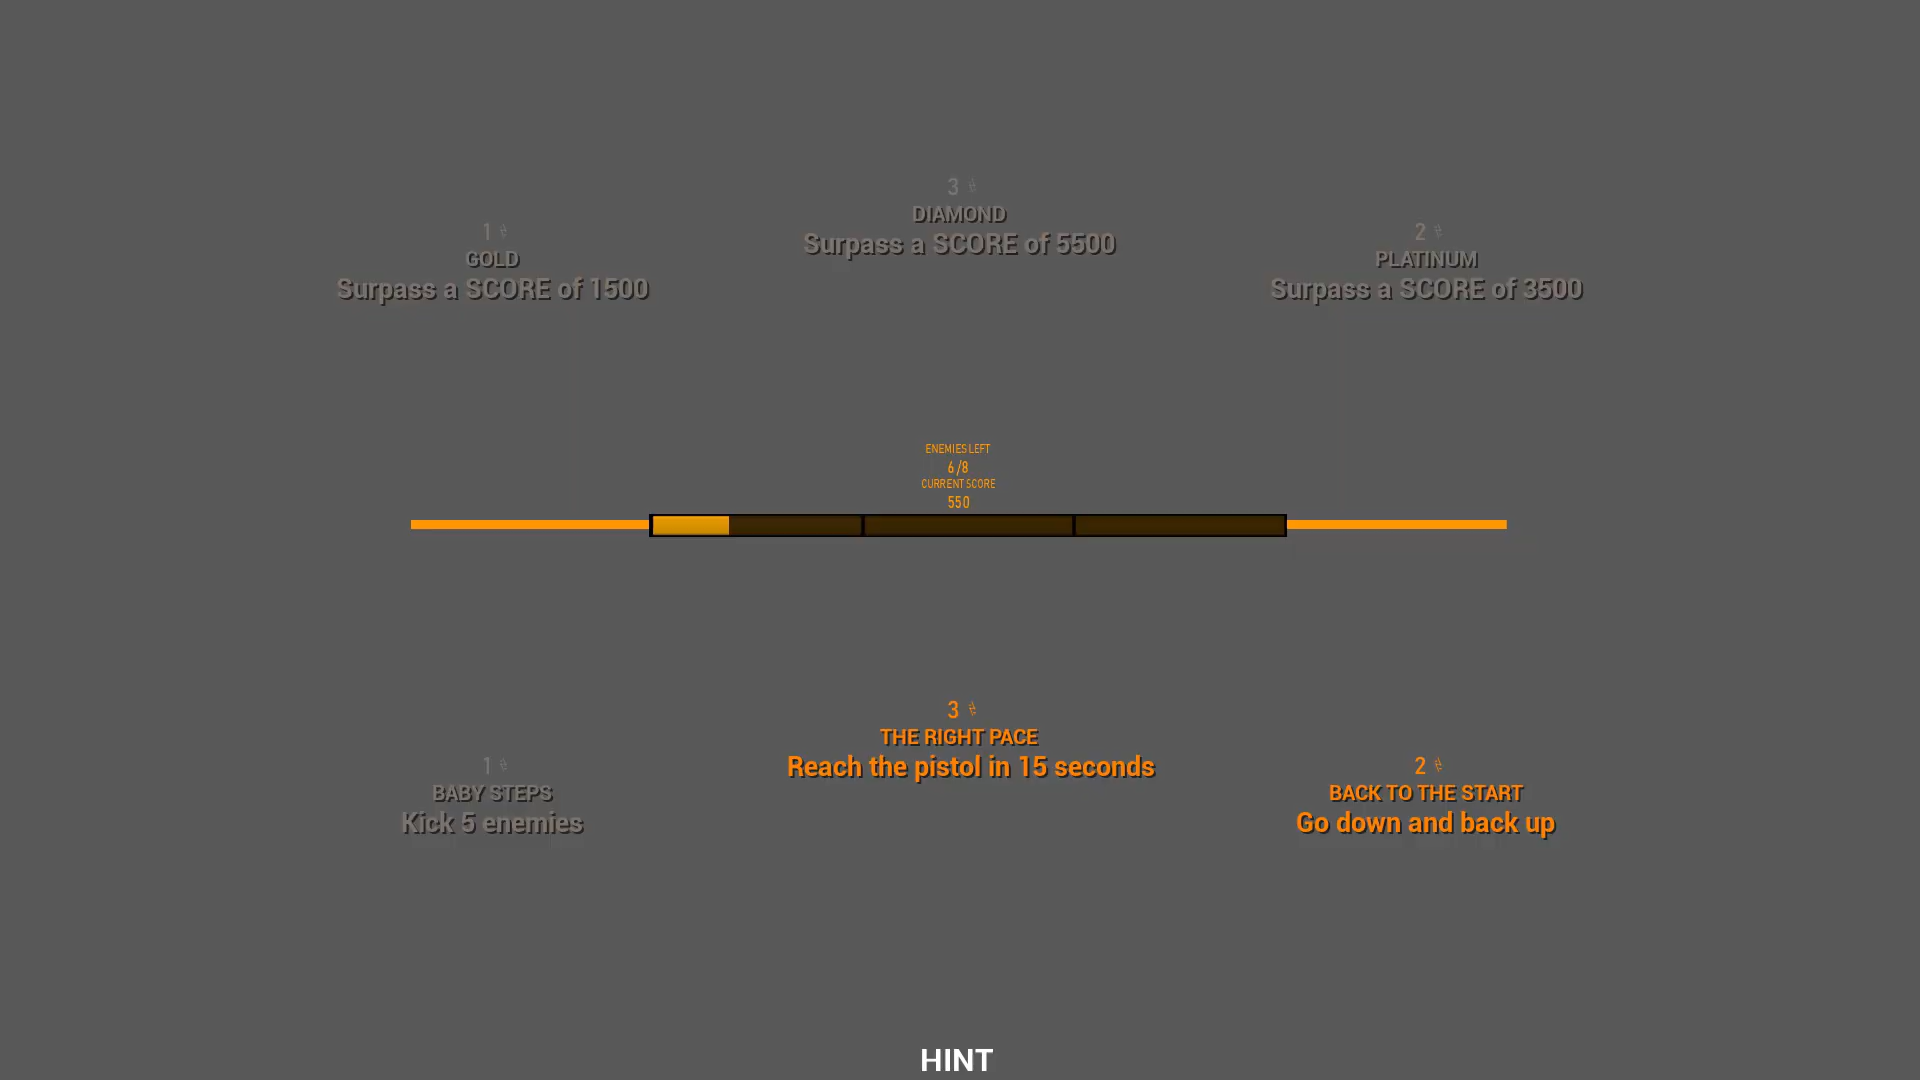 3
DIAMOND
Surpass a SCORE of 5500
1
GOLD
Surpass a SCORE of 1500
2
PLATINUM
Surpass a SCORE of 3500
ENEMIES LEFT
6/8
CURRENT SCORE
550
3
THE RIGHT PACE
Reach the pistol in 15 seconds
1
BABY STEPS
Kick 5 enemies
2
BACK TO THE START
Go down and back up
HINT